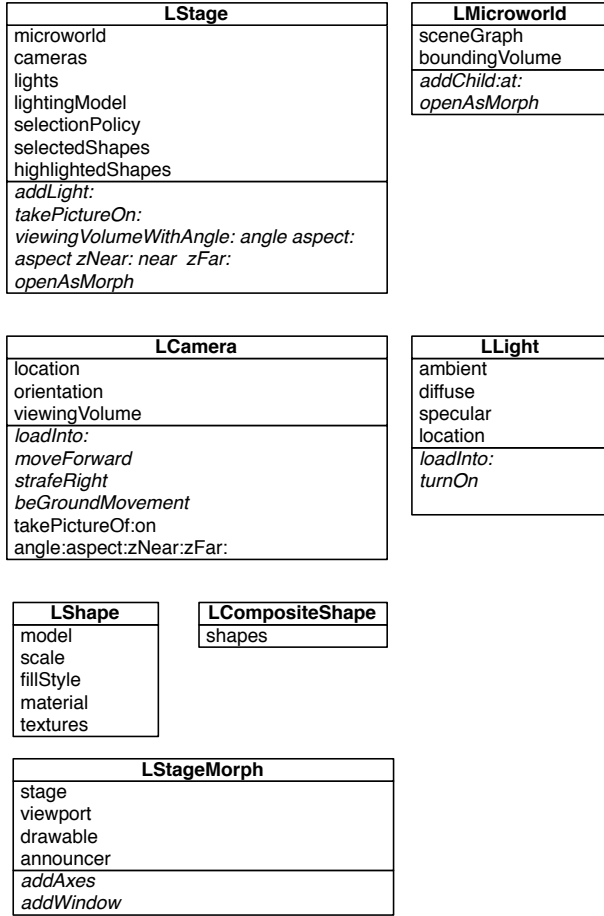 LStage
microworld
cameras
lights
lightingModel
selectionPolicy
selectedShapes
highlightedShapes
addLight:
takePictureOn:
viewingVolumeWithAngle: angle aspect:
aspect zNear: near zFar:
openAsMorph
LMicroworld
sceneGraph
boundingVolume
addChild:at:
openAsMorph
LCamera
location
orientation
viewingVolume
loadInto:
moveForward
strafeRight
beGroundMovement
takePictureOf:on
angle:aspect:zNear:zFar:
LLight
ambient
diffuse
specular
location
loadInto:
turnOn
LShape
model
scale
fillStyle
material
textures
LCompositeShape
shapes
LStageMorph
stage
viewport
drawable
announcer
addAxes
addWindow